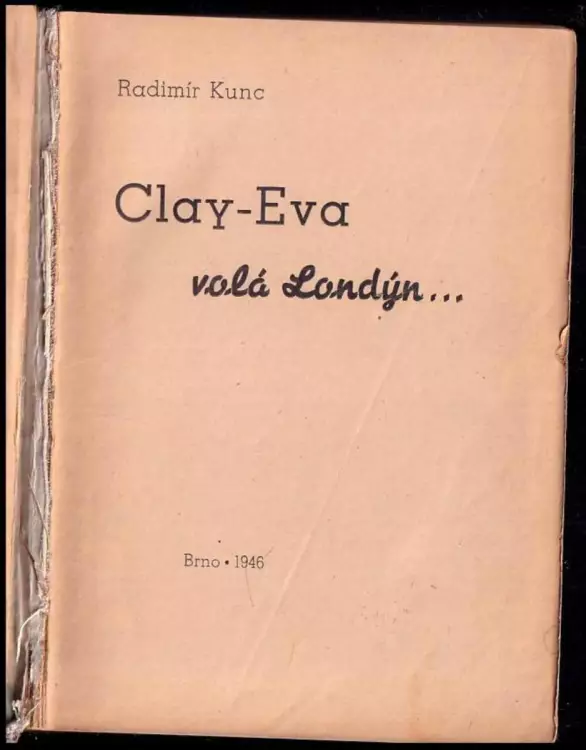 Radimír Kunc
Clay-Eva
volá Londýn...
Brno • 1946